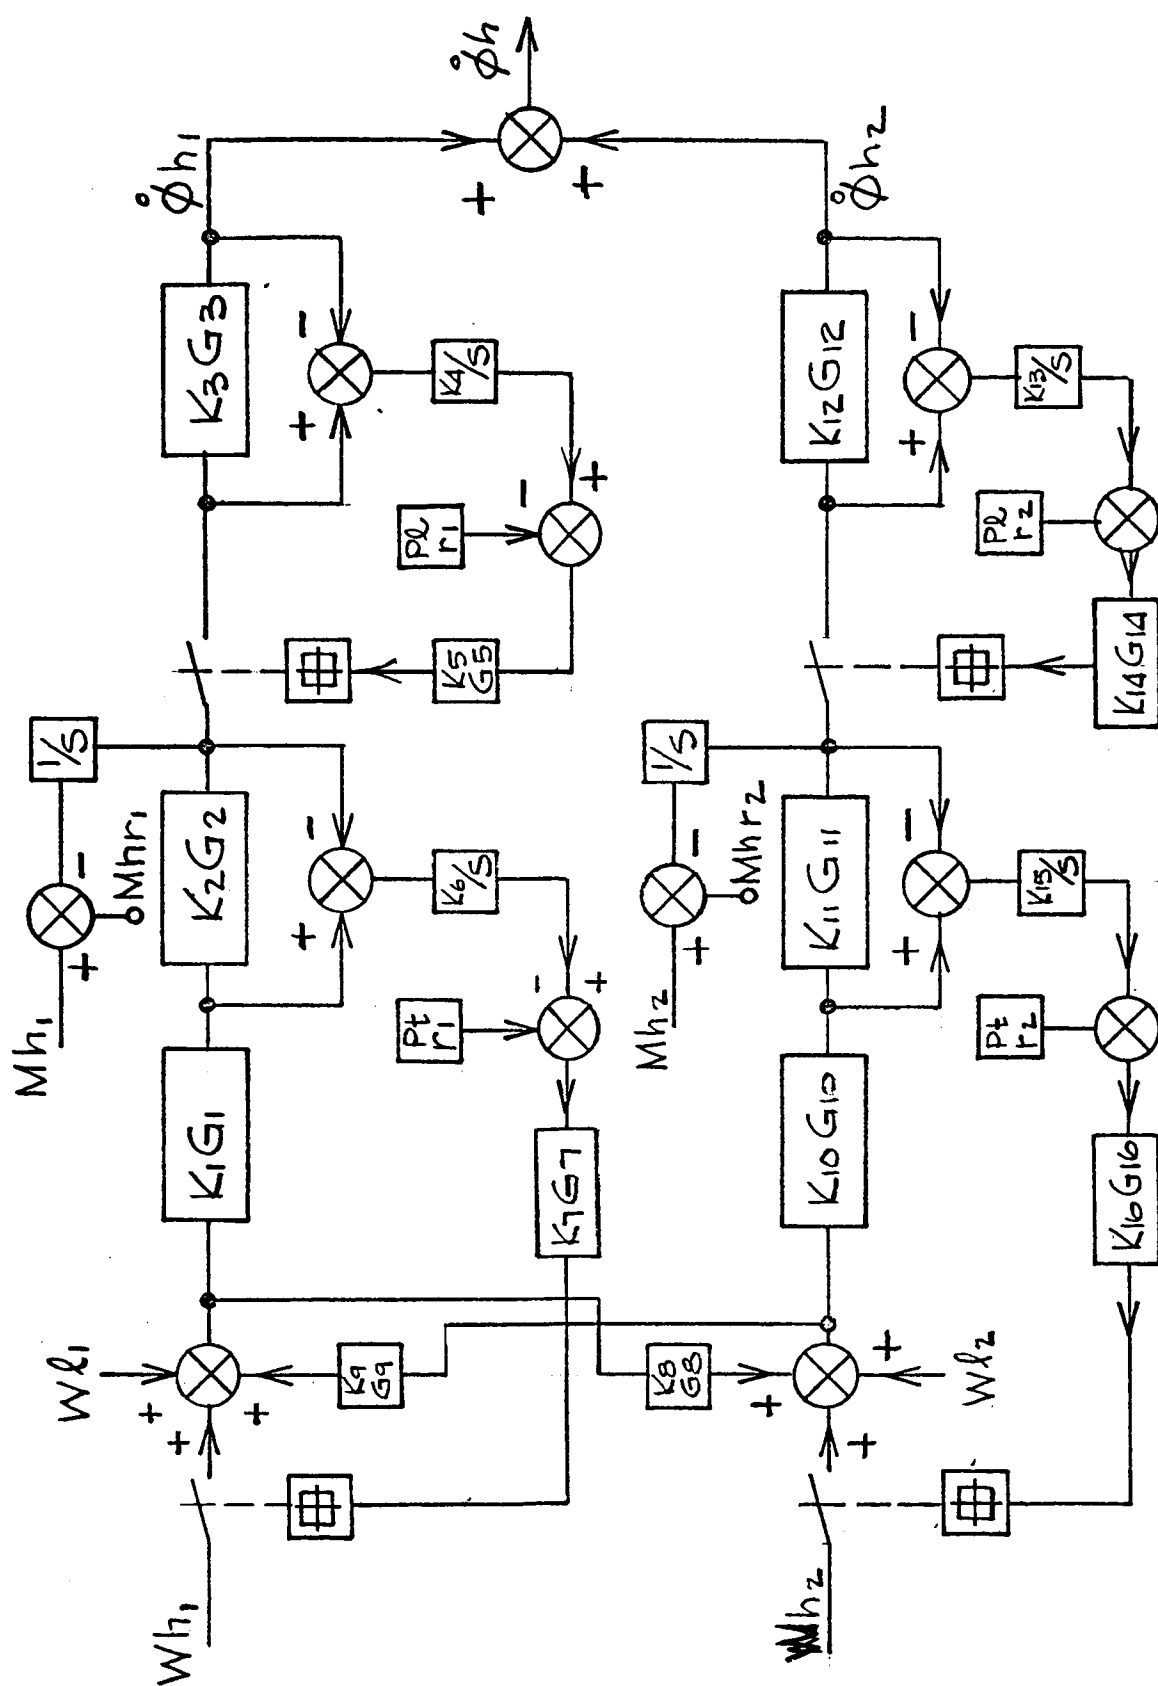 Mh₁
+
-
Mhr₁
1/S
Wh₁
+
+
+
Wl₁
K1G1
K2G2
K3G3
φ̊h₁
K9
G9
+
-
K6/S
Pt
r₁
-
+
K7G7
+
-
K4/S
Pl
r₁
-
+
K5
G5
+
+
φ̊h
Mh₂
+
-
Mhr₂
1/S
Wh₂
+
+
+
Wl₂
K8
G8
K10G10
K11G11
K12G12
φ̊h₂
+
-
K15/S
Pt
r₂
K16G16
+
-
K13/S
Pl
r₂
K14G14